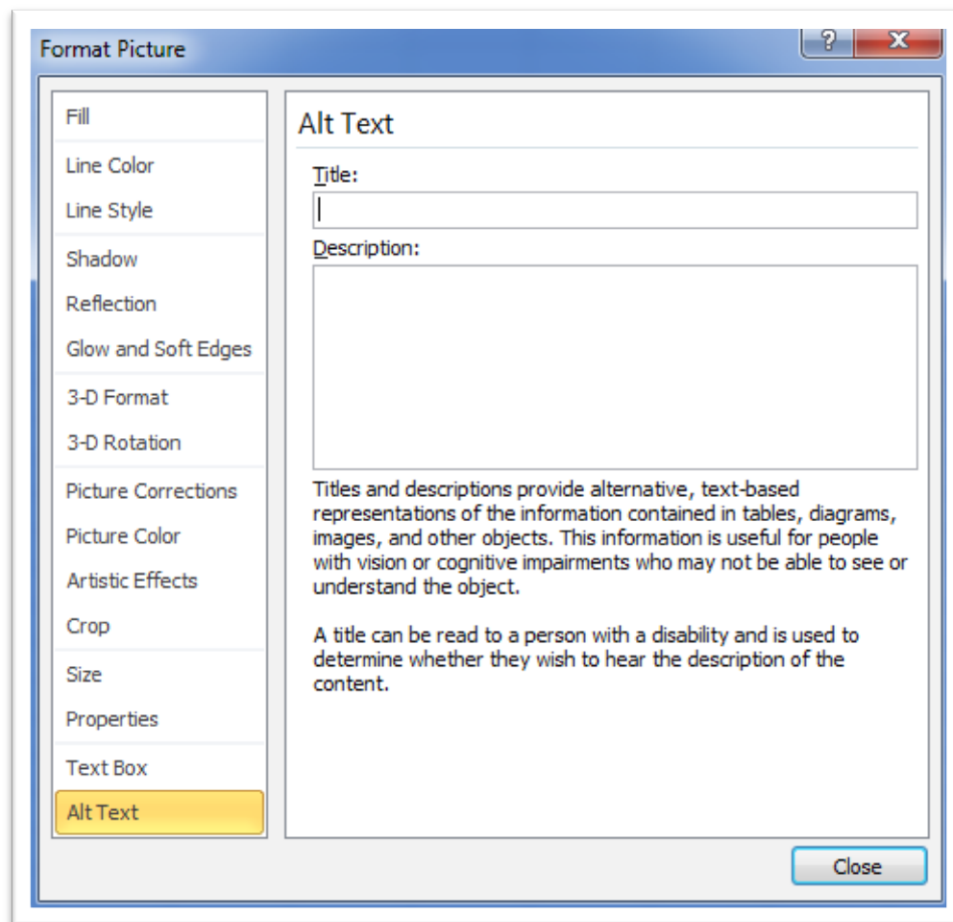 Format Picture
?
X
Fill
Line Color
Line Style
Shadow
Reflection
Glow and Soft Edges
3-D Format
3-D Rotation
Picture Corrections
Picture Color
Artistic Effects
Crop
Size
Properties
Text Box
Alt Text
Alt Text
Title:
Description:
Titles and descriptions provide alternative, text-based
representations of the information contained in tables, diagrams,
images, and other objects. This information is useful for people
with vision or cognitive impairments who may not be able to see or
understand the object.
A title can be read to a person with a disability and is used to
determine whether they wish to hear the description of the
content.
Close